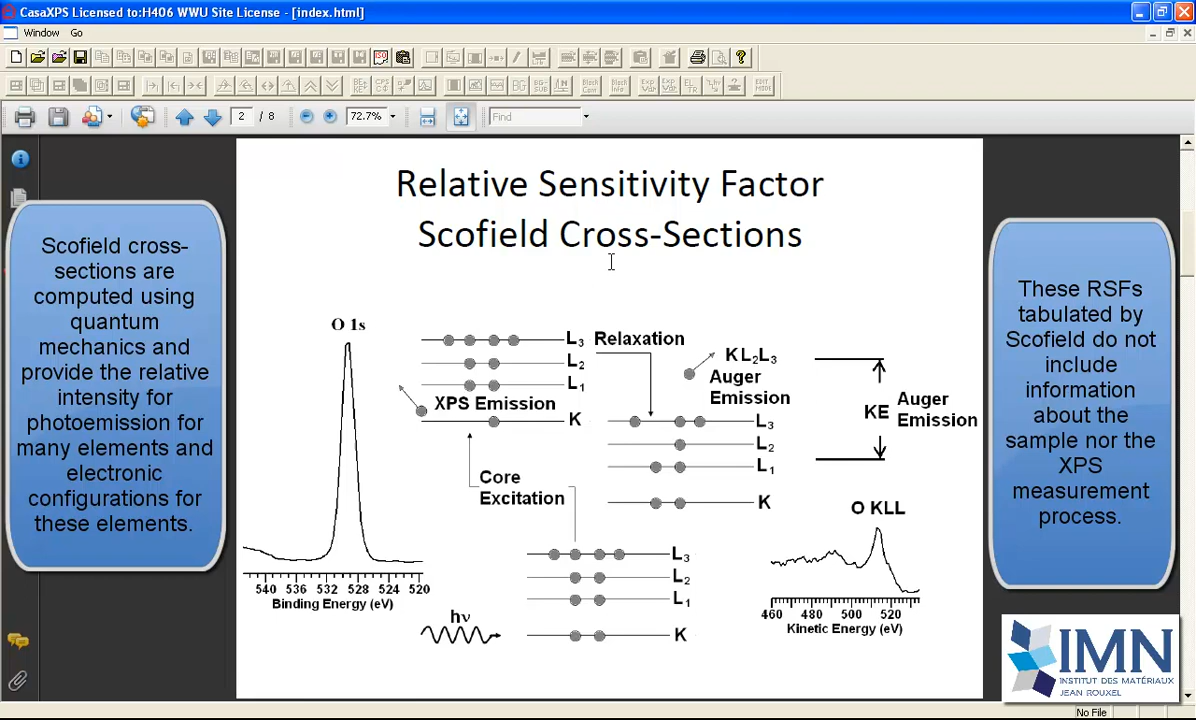 CasaXPS Licensed to:H406 WWU Site License - [index.html]
Window Go
2 / 8 72.7% Find
Relative Sensitivity Factor
Scofield Cross-Sections
Scofield cross-
sections are
computed using
quantum
mechanics and
provide the relative
intensity for
photoemission for
many elements and
electronic
configurations for
these elements.
O 1s
540 536 530 528 524 520
Binding Energy (eV)
L3 Relaxation
L2
L1
XPS Emission
K
Core
Excitation
L3
L2
L1
K
hν
KL2L3
Auger
Emission
L3
L2
L1
K
KE
Auger
Emission
O KLL
460 480 500 520
Kinetic Energy (eV)
These RSFs
tabulated by
Scofield do not
include
information
about the
sample nor the
XPS
measurement
process.
IMN
INSTITUT DES MATÉRIAUX
JEAN ROUXEL
No File